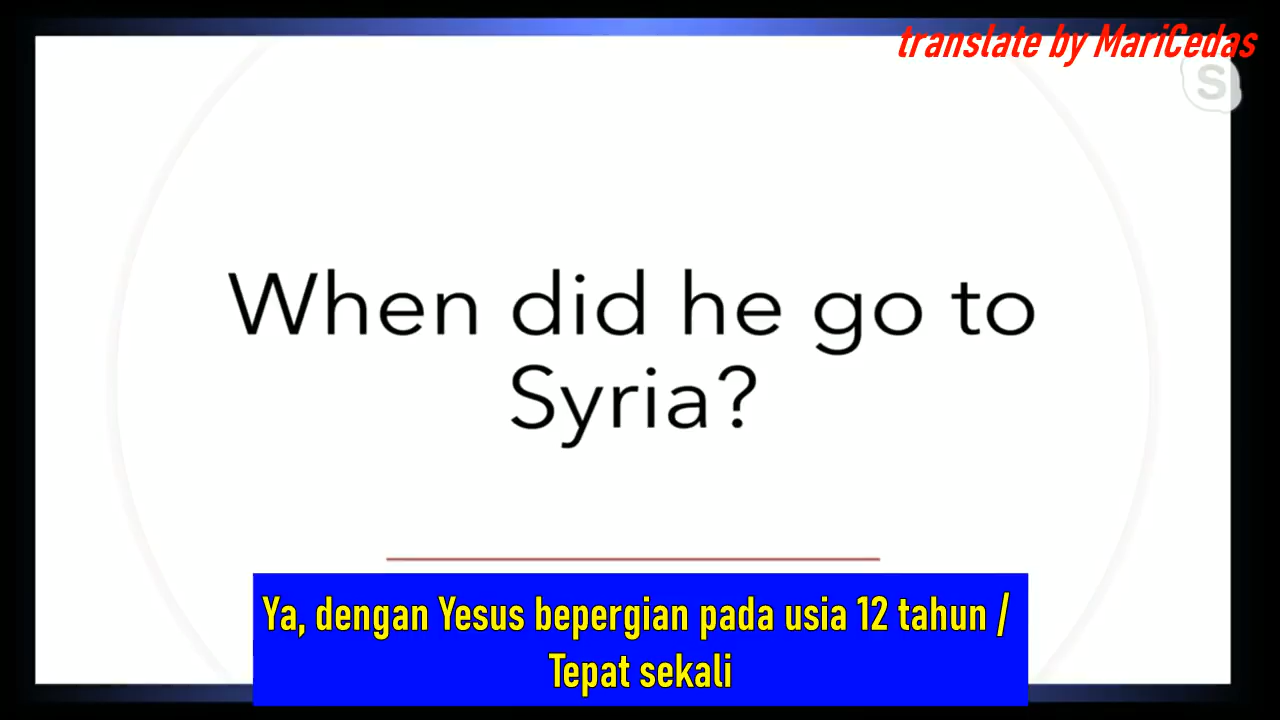 translate by MariCedas
S
When did he go to
Syria?
Ya, dengan Yesus bepergian pada usia 12 tahun /
Tepat sekali